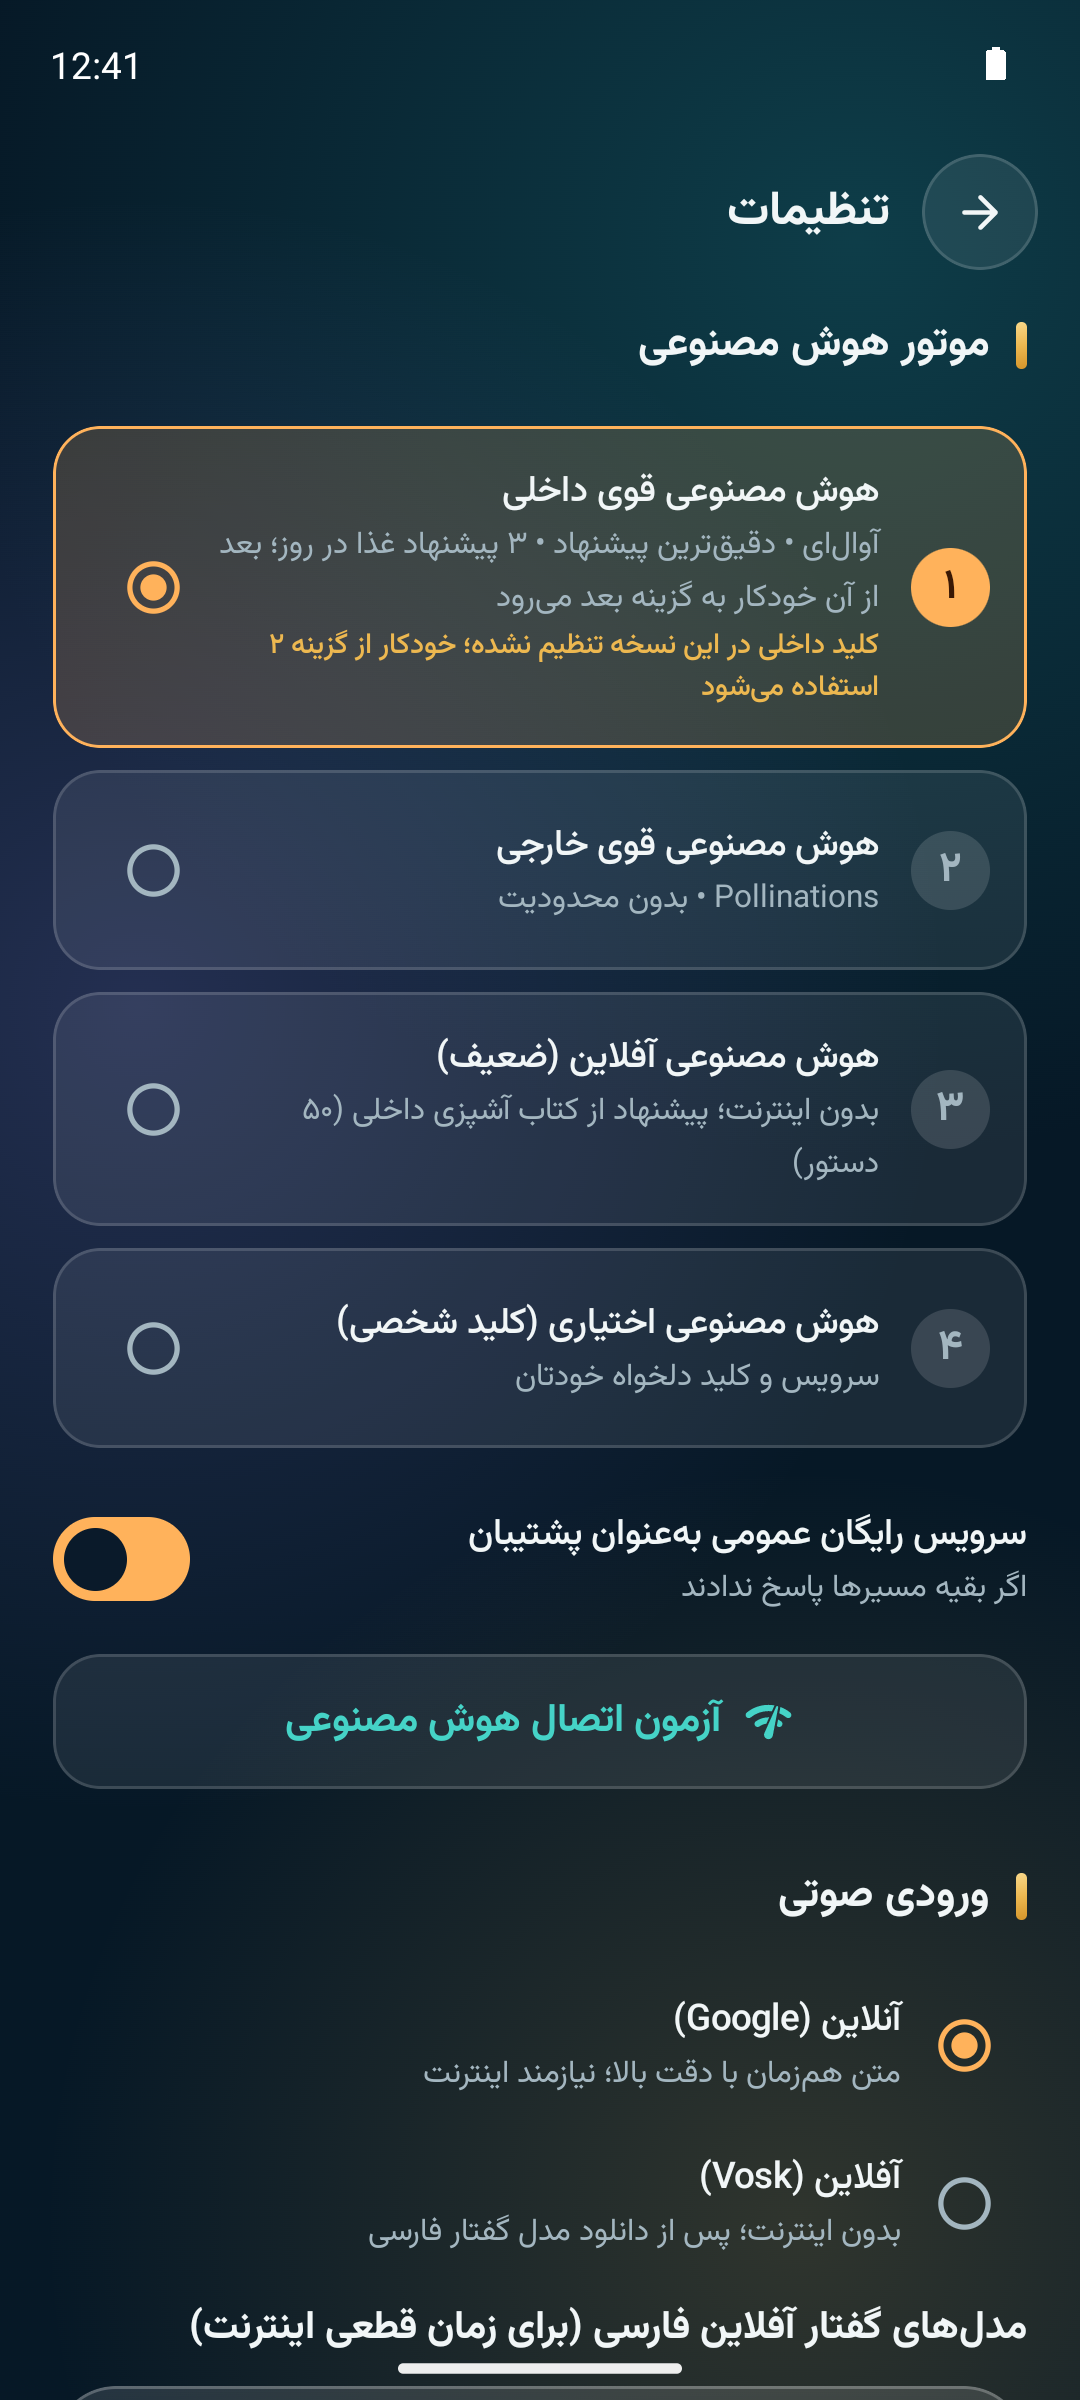 12:41
تنظیمات
موتور هوش مصنوعی
هوش مصنوعی قوی داخلی
آوال‌ای • دقیق‌ترین پیشنهاد • ۳ پیشنهاد غذا در روز؛ بعد
از آن خودکار به گزینه بعد می‌رود
کلید داخلی در این نسخه تنظیم نشده؛ خودکار از گزینه ۲
استفاده می‌شود
۱
هوش مصنوعی قوی خارجی
Pollinations • بدون محدودیت
۲
هوش مصنوعی آفلاین (ضعیف)
بدون اینترنت؛ پیشنهاد از کتاب آشپزی داخلی (۵۰
دستور)
۳
هوش مصنوعی اختیاری (کلید شخصی)
سرویس و کلید دلخواه خودتان
۴
سرویس رایگان عمومی به‌عنوان پشتیبان
اگر بقیه مسیرها پاسخ ندادند
آزمون اتصال هوش مصنوعی
ورودی صوتی
آنلاین (Google)
متن هم‌زمان با دقت بالا؛ نیازمند اینترنت
آفلاین (Vosk)
بدون اینترنت؛ پس از دانلود مدل گفتار فارسی
مدل‌های گفتار آفلاین فارسی (برای زمان قطعی اینترنت)